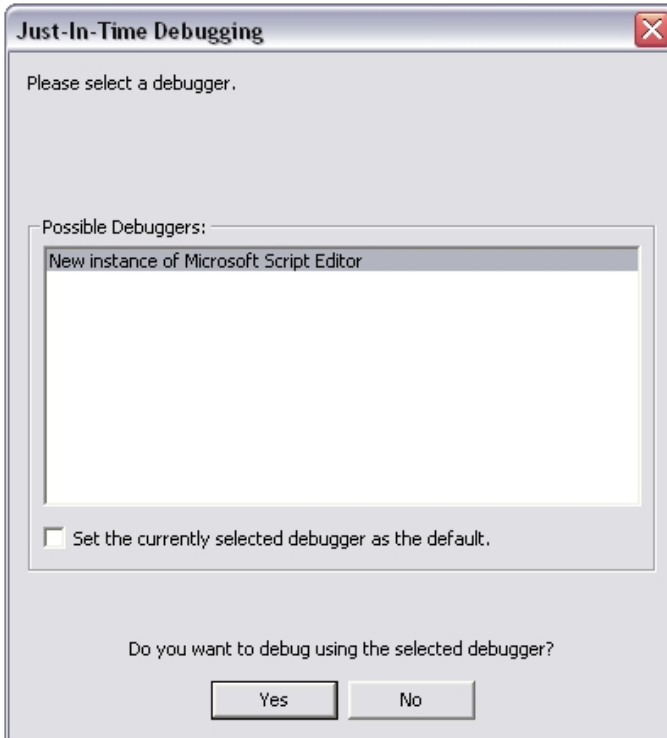 Just-In-Time Debugging
Please select a debugger.
Possible Debuggers:
New instance of Microsoft Script Editor
Set the currently selected debugger as the default.
Do you want to debug using the selected debugger?
Yes No